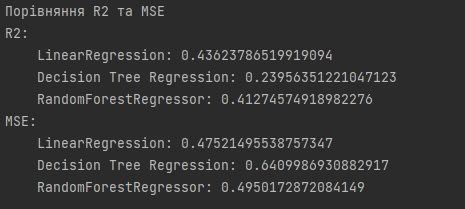 Порівняння R2 та MSE
R2:
LinearRegression: 0.43623786519919094
Decision Tree Regression: 0.23956351221047123
RandomForestRegressor: 0.41274574918982276
MSE:
LinearRegression: 0.47521495538757347
Decision Tree Regression: 0.6409986930882917
RandomForestRegressor: 0.4950172872084149